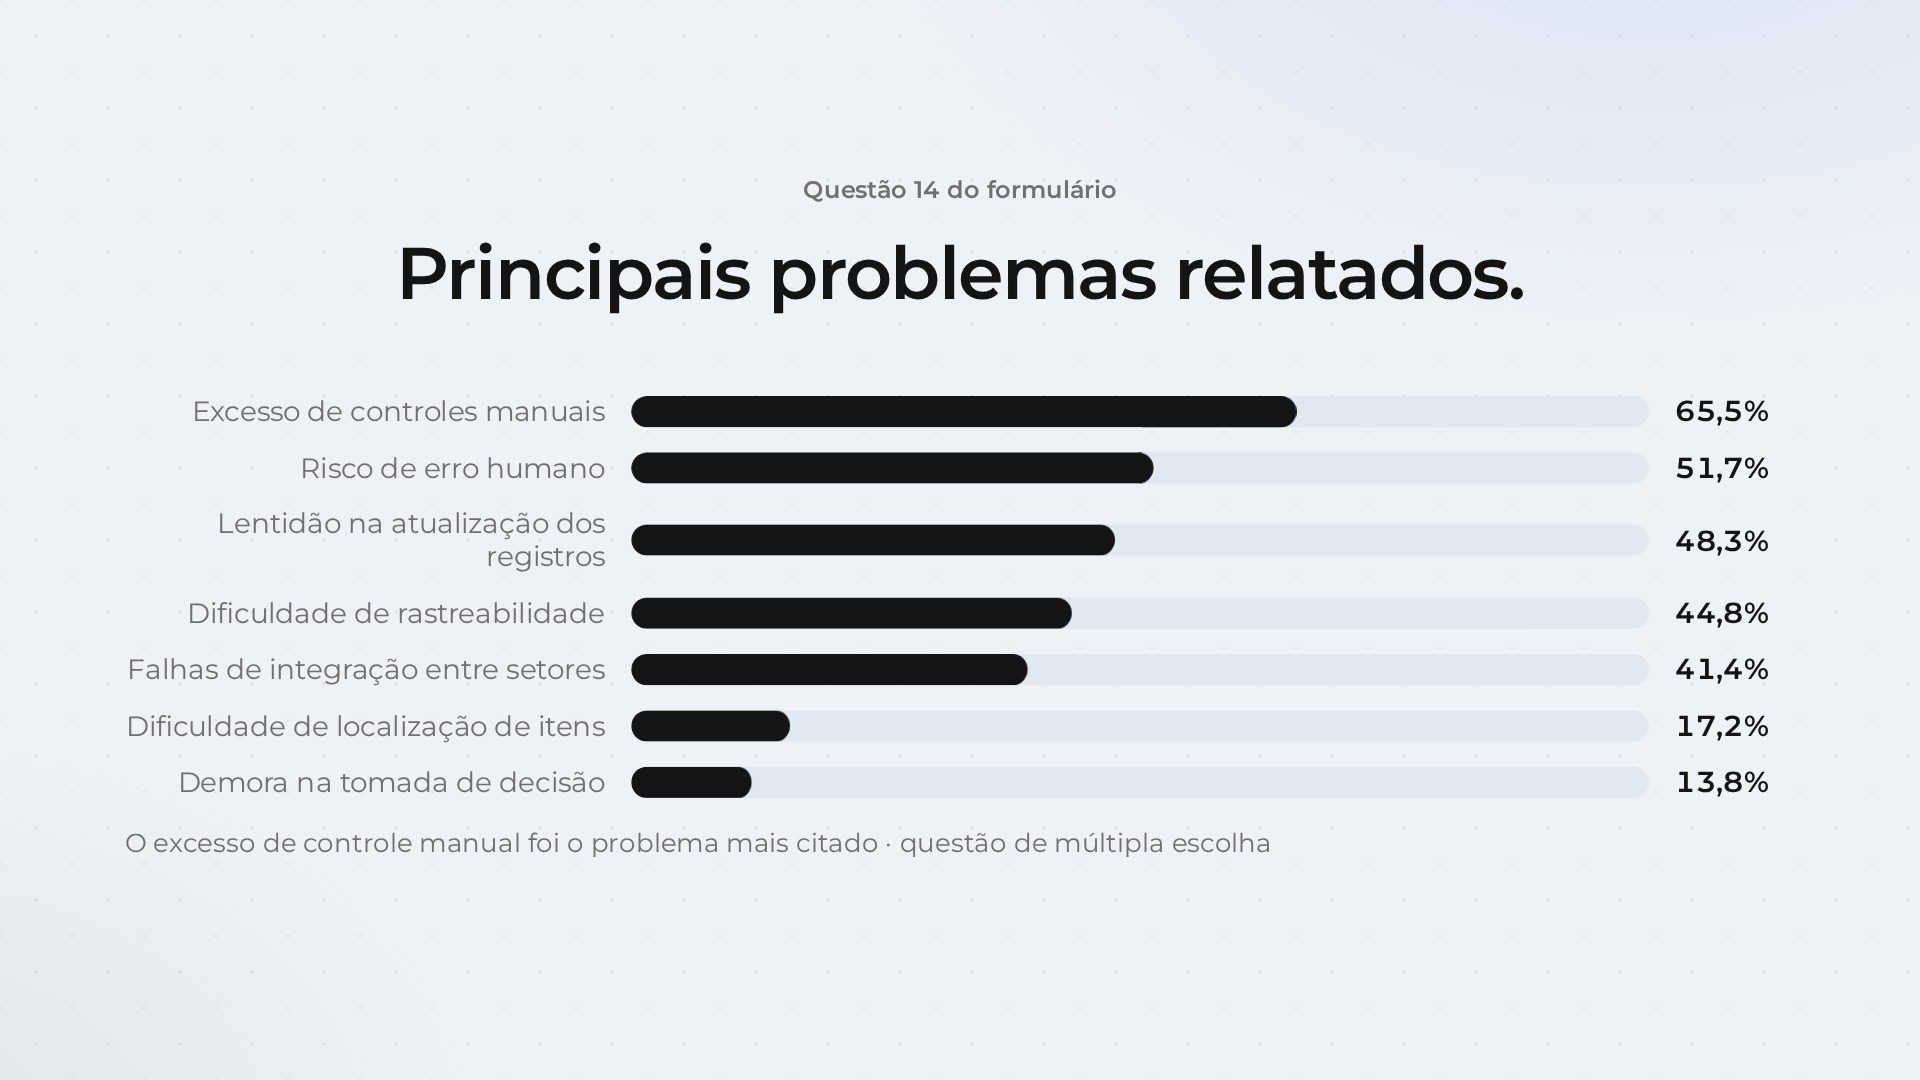 Questão 14 do formulário
Principais problemas relatados.
Excesso de controles manuais 65,5%
Risco de erro humano 51,7%
Lentidão na atualização dos
registros 48,3%
Dificuldade de rastreabilidade 44,8%
Falhas de integração entre setores 41,4%
Dificuldade de localização de itens 17,2%
Demora na tomada de decisão 13,8%
O excesso de controle manual foi o problema mais citado · questão de múltipla escolha